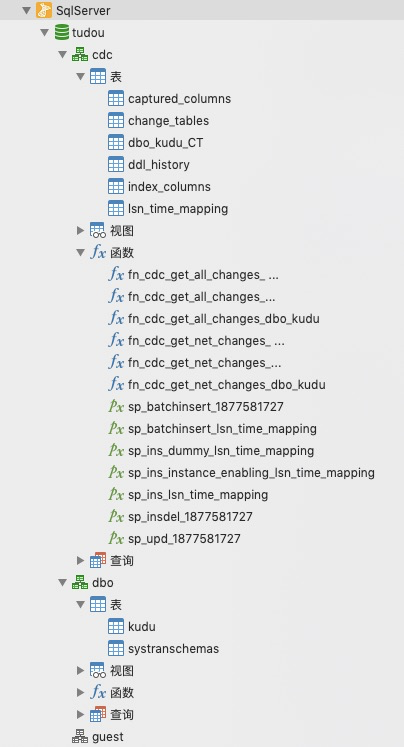 SqlServer
tudou
cdc
表
captured_columns
change_tables
dbo_kudu_CT
ddl_history
index_columns
lsn_time_mapping
视图
函数
fn_cdc_get_all_changes_ ...
fn_cdc_get_all_changes_...
fn_cdc_get_all_changes_dbo_kudu
fn_cdc_get_net_changes_ ...
fn_cdc_get_net_changes_...
fn_cdc_get_net_changes_dbo_kudu
sp_batchinsert_1877581727
sp_batchinsert_lsn_time_mapping
sp_ins_dummy_lsn_time_mapping
sp_ins_instance_enabling_lsn_time_mapping
sp_ins_lsn_time_mapping
sp_insdel_1877581727
sp_upd_1877581727
查询
dbo
表
kudu
systranschemas
视图
函数
查询
guest